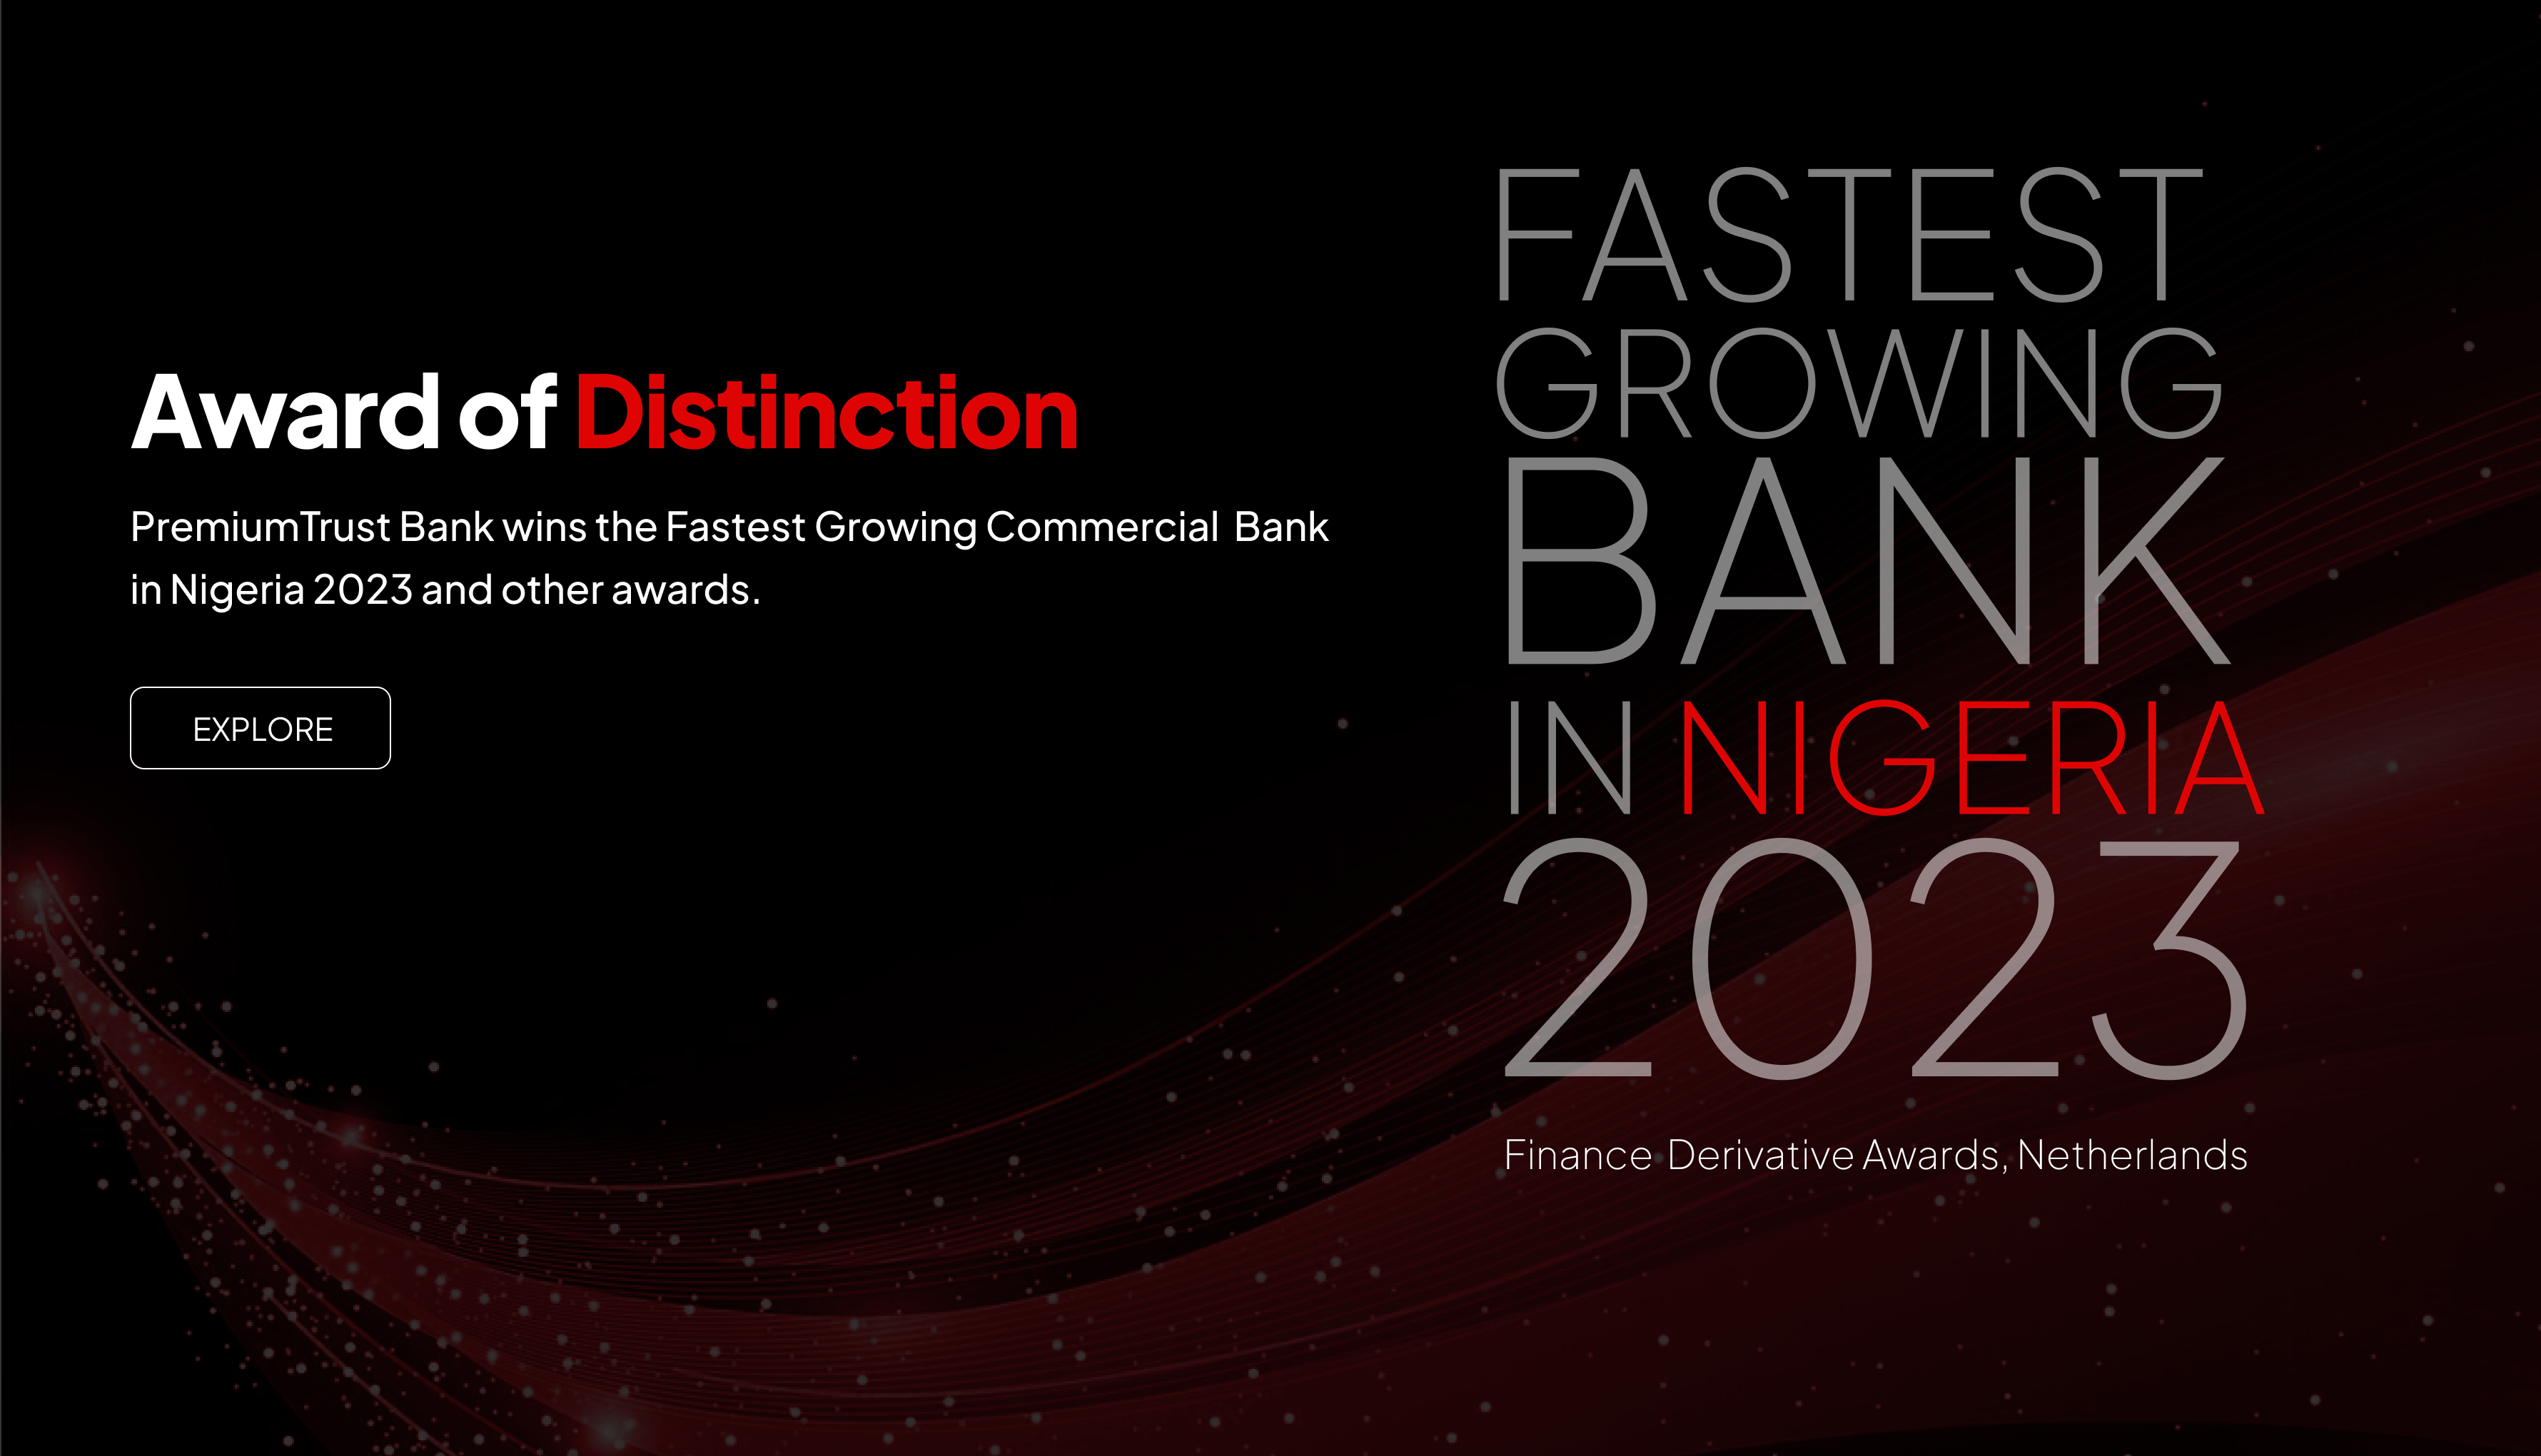 Award of Distinction
PremiumTrust Bank wins the Fastest Growing Commercial Bank
in Nigeria 2023 and other awards.
EXPLORE
FASTEST
GROWING
BANK
IN NIGERIA
2023
Finance Derivative Awards, Netherlands